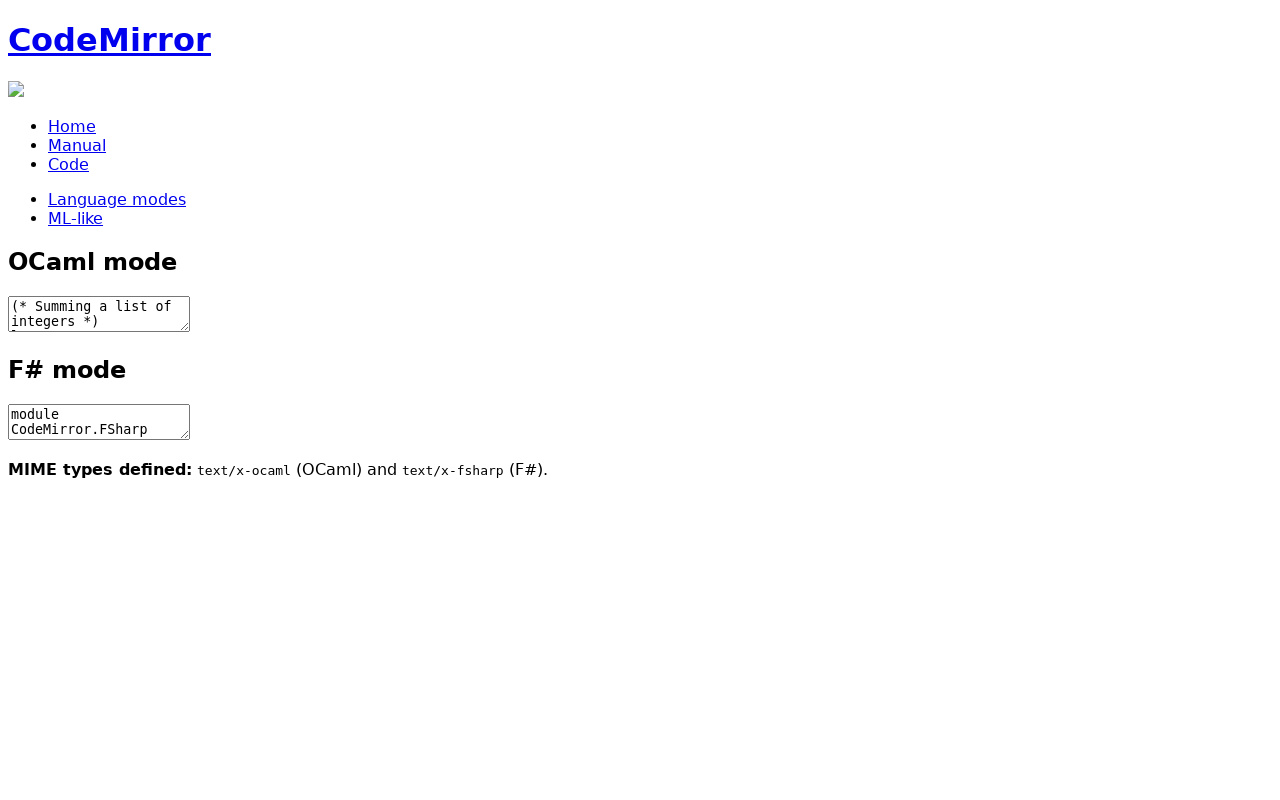 CodeMirror
Home
Manual
Code
Language modes
ML-like
OCaml mode
(* Summing a list of
integers *)
F# mode
module
CodeMirror.FSharp
MIME types defined: text/x-ocaml (OCaml) and text/x-fsharp (F#).